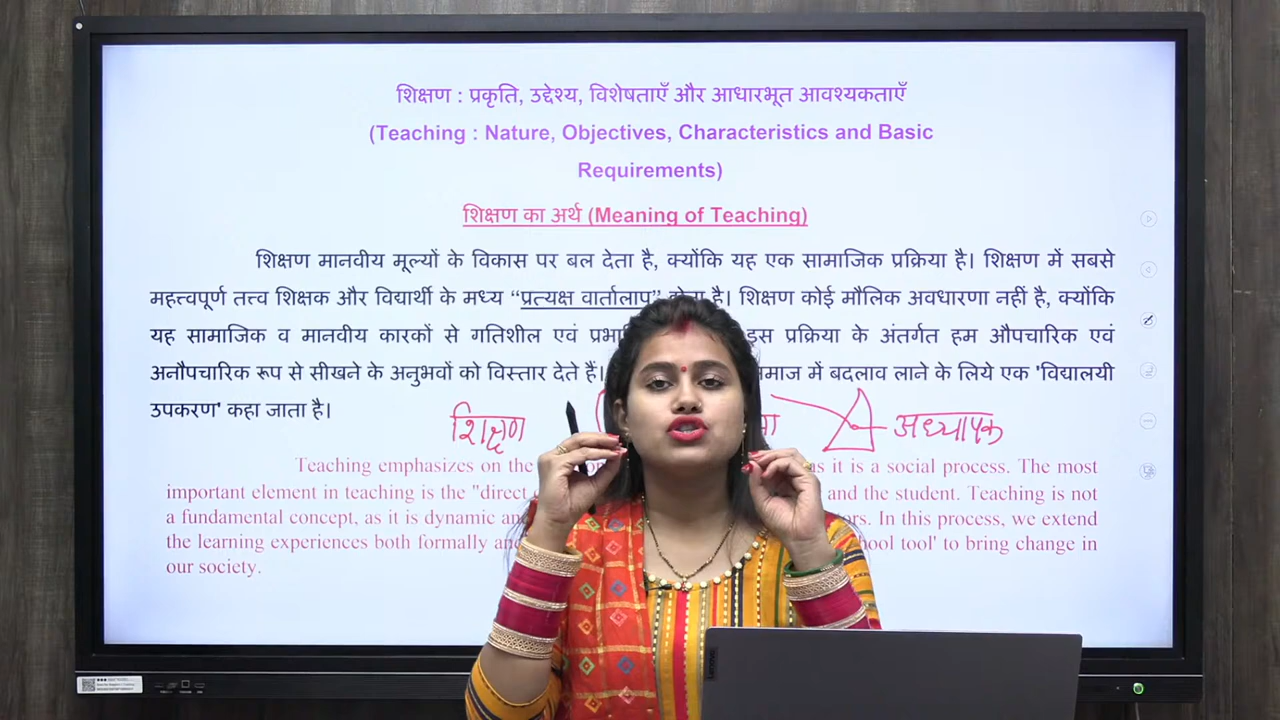 शिक्षण : प्रकृति, उद्देश्य, विशेषताएँ और आधारभूत आवश्यकताएँ
(Teaching : Nature, Objectives, Characteristics and Basic
Requirements)
शिक्षण का अर्थ (Meaning of Teaching)
शिक्षण मानवीय मूल्यों के विकास पर बल देता है, क्योंकि यह एक सामाजिक प्रक्रिया है। शिक्षण में सबसे
महत्त्वपूर्ण तत्त्व शिक्षक और विद्यार्थी के मध्य “प्रत्यक्ष वार्तालाप” होता है। शिक्षण कोई मौलिक अवधारणा नहीं है, क्योंकि
यह सामाजिक व मानवीय कारकों से गतिशील एवं इस प्रक्रिया के अंतर्गत हम औपचारिक एवं
अनौपचारिक रूप से सीखने के अनुभवों को विस्तार देते हैं। में बदलाव लाने के लिये एक 'विद्यालयी
उपकरण' कहा जाता है।
शिक्षण अध्यापक
Teaching emphasizes on the as it is a social process. The most
important element in teaching is the "direct and the student. Teaching is not
a fundamental concept, as it is dynamic In this process, we extend
the learning experiences both formally tool' to bring change in
our society.
Lenovo